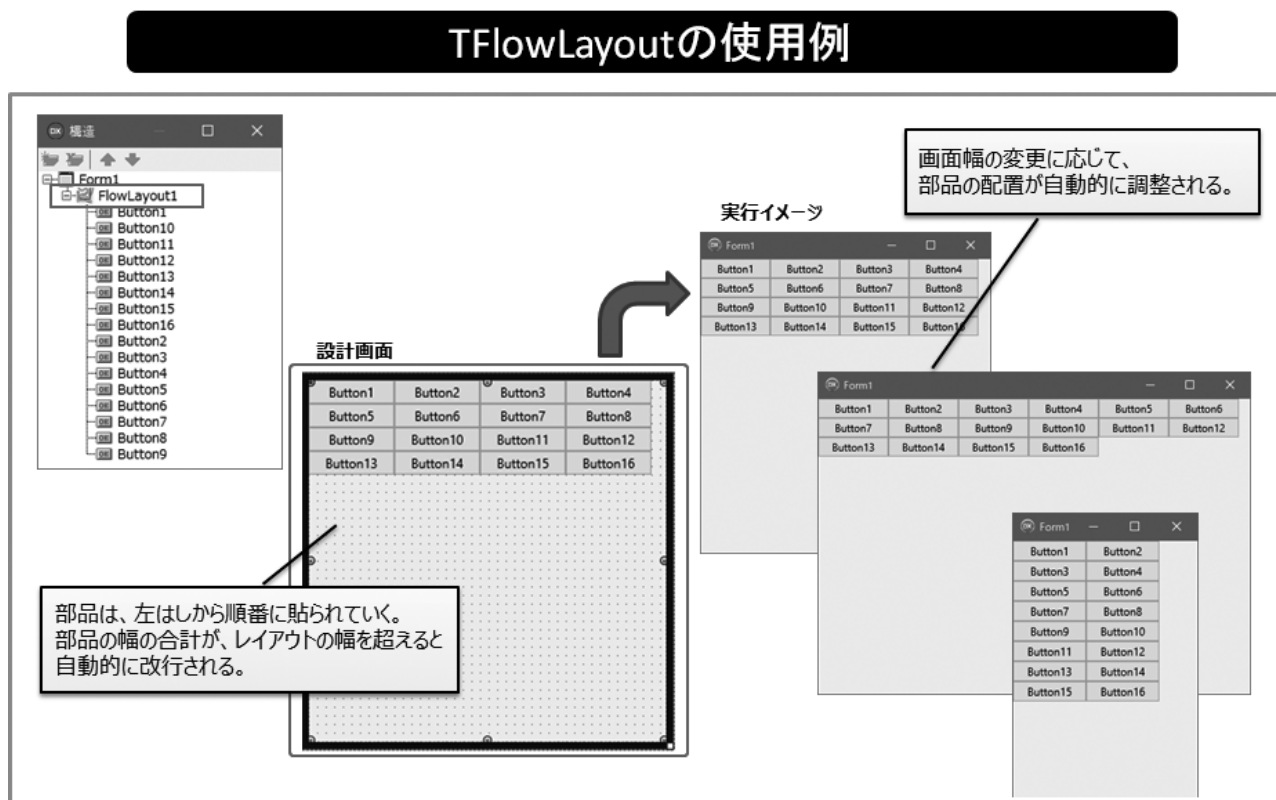 TFlowLayoutの使用例
構造
Form1
FlowLayout1
Button1
Button10
Button11
Button12
Button13
Button14
Button15
Button16
Button2
Button3
Button4
Button5
Button6
Button7
Button8
Button9
設計画面
Button1 Button2 Button3 Button4
Button5 Button6 Button7 Button8
Button9 Button10 Button11 Button12
Button13 Button14 Button15 Button16
部品は、左はしから順番に貼られていく。
部品の幅の合計が、レイアウトの幅を超えると
自動的に改行される。
実行イメージ
Form1
Button1 Button2 Button3 Button4
Button5 Button6 Button7 Button8
Button9 Button10 Button11 Button12
Button13 Button14 Button15 Button16
画面幅の変更に応じて、
部品の配置が自動的に調整される。
Form1
Button1 Button2 Button3 Button4 Button5 Button6
Button7 Button8 Button9 Button10 Button11 Button12
Button13 Button14 Button15 Button16
Form1
Button1 Button2
Button3 Button4
Button5 Button6
Button7 Button8
Button9 Button10
Button11 Button12
Button13 Button14
Button15 Button16